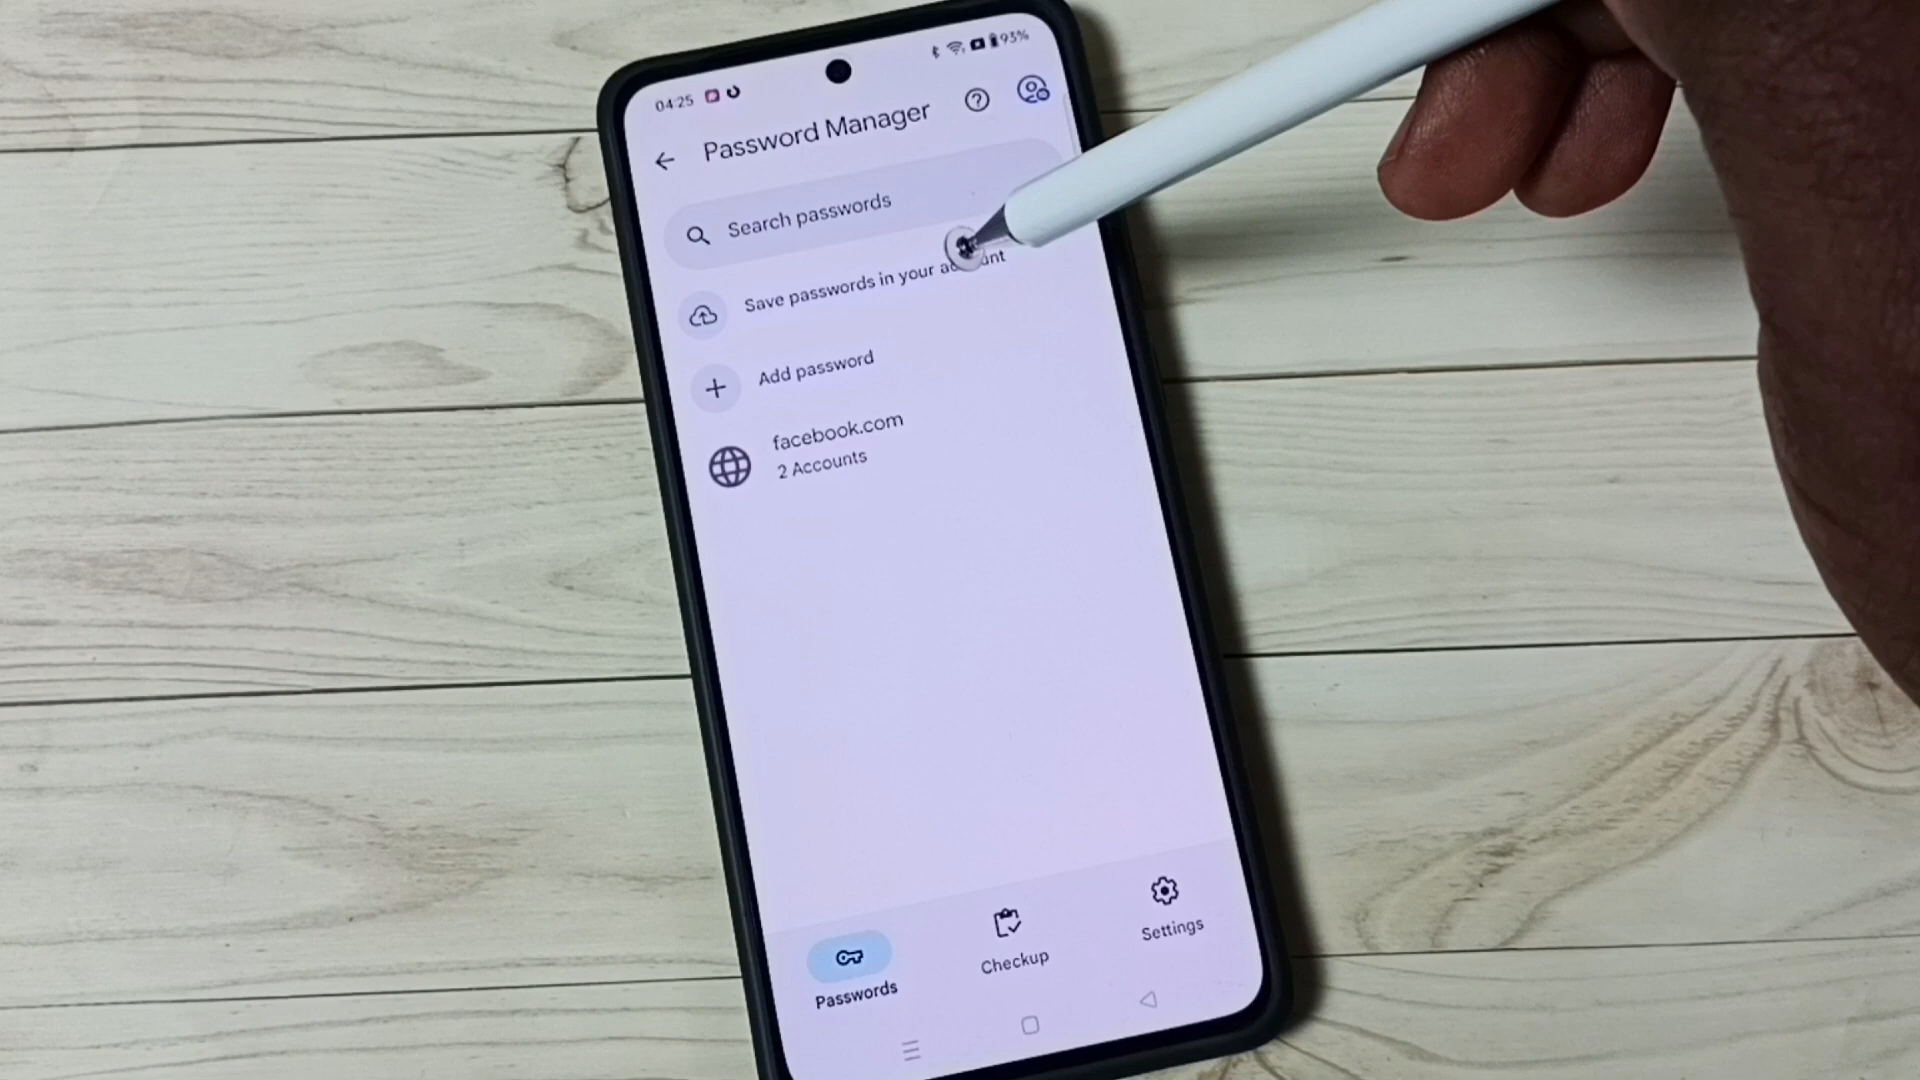 04:25
93%
Password Manager
Search passwords
Save passwords in your
Add password
facebook.com
2 Accounts
Passwords
Checkup
Settings